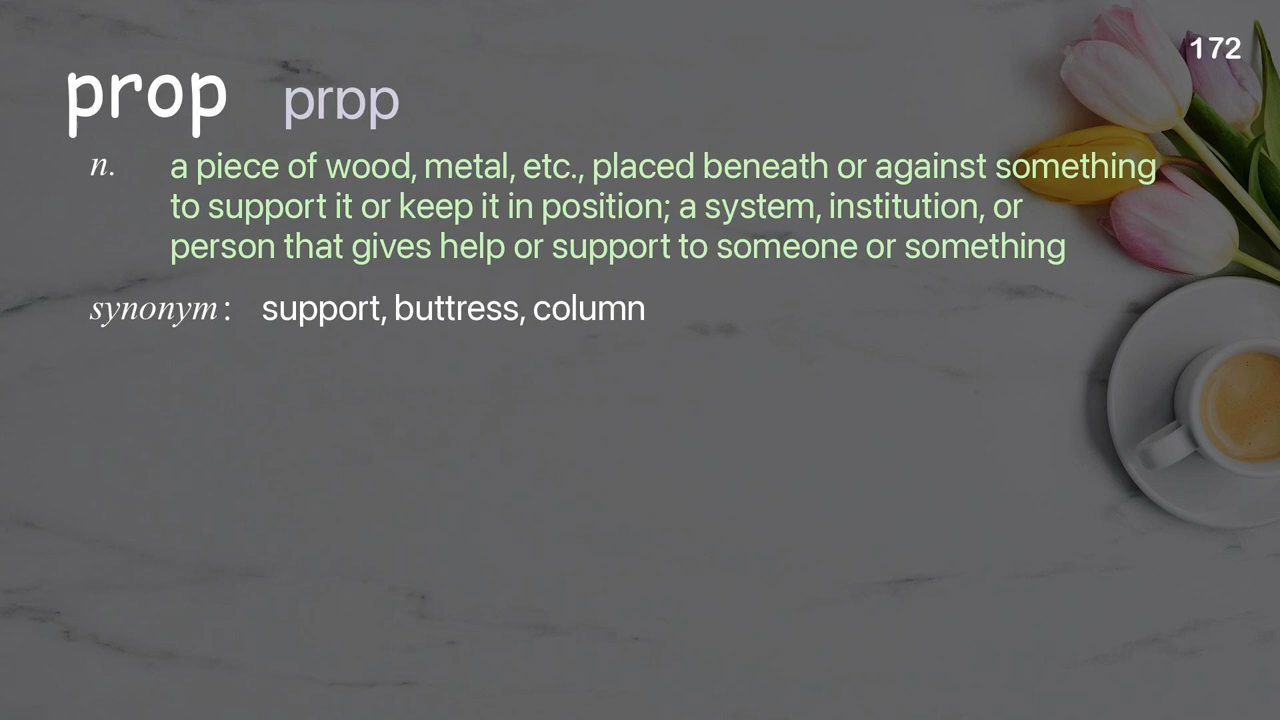 172
prop prɒp
n. a piece of wood, metal, etc., placed beneath or against something
to support it or keep it in position; a system, institution, or
person that gives help or support to someone or something
synonym: support, buttress, column